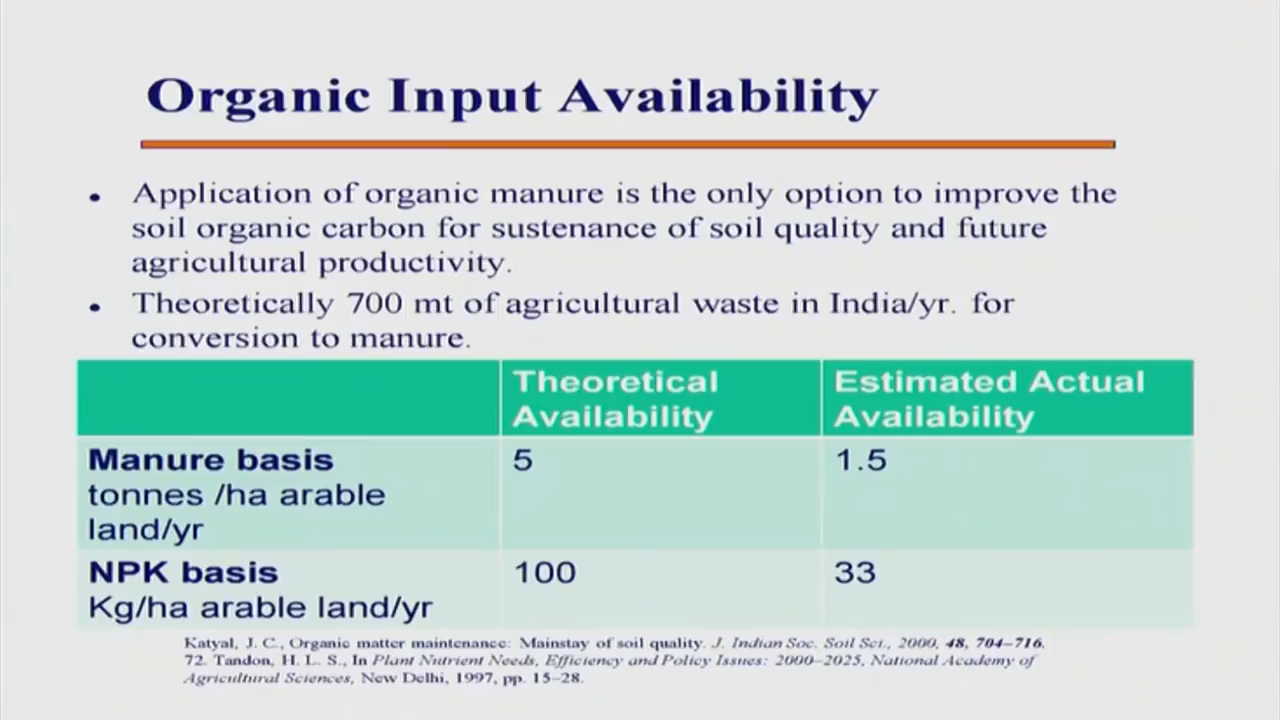 Organic Input Availability
• Application of organic manure is the only option to improve the
soil organic carbon for sustenance of soil quality and future
agricultural productivity.
• Theoretically 700 mt of agricultural waste in India/yr. for
conversion to manure.
Theoretical Availability
Estimated Actual Availability
Manure basis
tonnes /ha arable
land/yr
5
1.5
NPK basis
Kg/ha arable land/yr
100
33
Katyal, J. C., Organic matter maintenance: Mainstay of soil quality. J. Indian Soc. Soil Sci., 2000, 48, 704–716.
72. Tandon, H. L. S., In Plant Nutrient Needs, Efficiency and Policy Issues: 2000–2025, National Academy of
Agricultural Sciences, New Delhi, 1997, pp. 15–28.